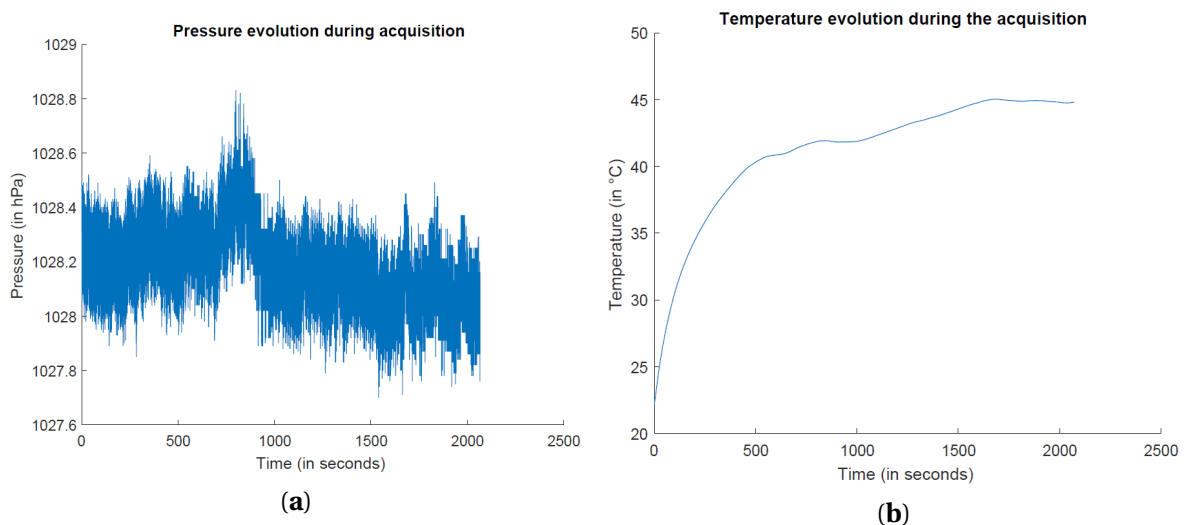 Pressure evolution during acquisition
1029
1028.8
1028.6
1028.4
1028.2
1028
1027.8
1027.6
Pressure (in hPa)
0 500 1000 1500 2000 2500
Time (in seconds)
(a)
Temperature evolution during the acquisition
50
45
40
35
30
25
20
Temperature (in °C)
0 500 1000 1500 2000 2500
Time (in seconds)
(b)